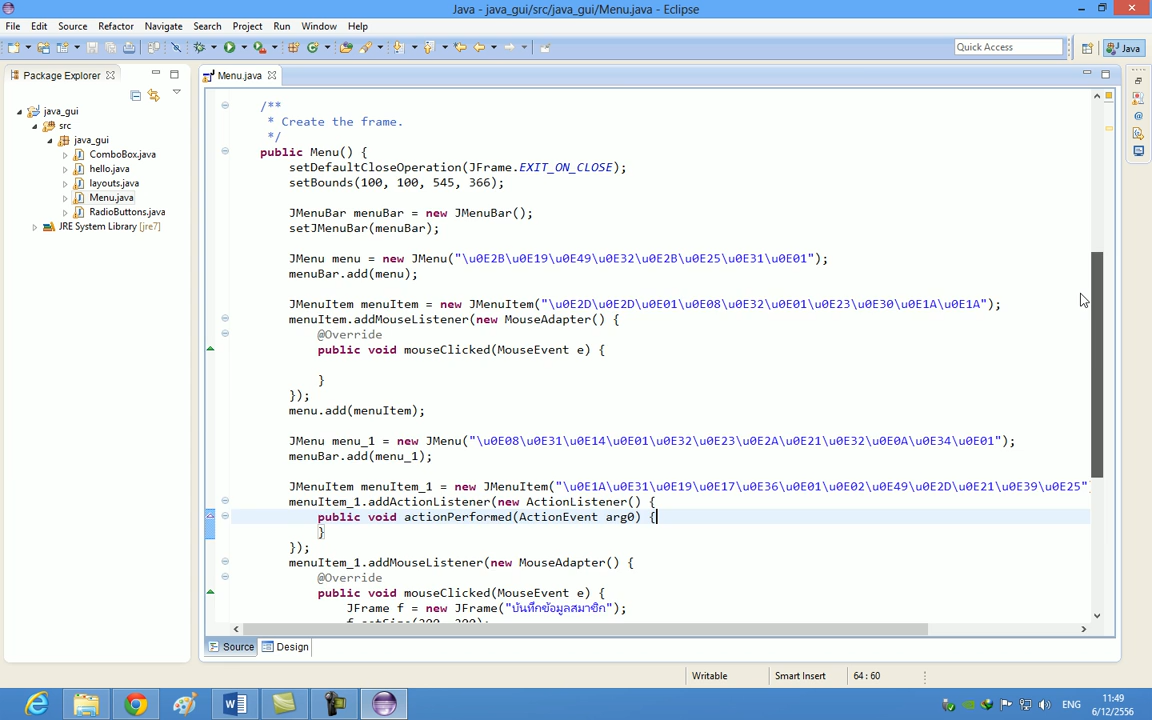 Java - java_gui/src/java_gui/Menu.java - Eclipse
File Edit Source Refactor Navigate Search Project Run Window Help
Quick Access
Java
Package Explorer
Menu.java
java_gui
src
java_gui
ComboBox.java
hello.java
layouts.java
Menu.java
RadioButtons.java
JRE System Library [jre7]
/**
* Create the frame.
*/
public Menu() {
setDefaultCloseOperation(JFrame.EXIT_ON_CLOSE);
setBounds(100, 100, 545, 366);
JMenuBar menuBar = new JMenuBar();
setJMenuBar(menuBar);
JMenu menu = new JMenu("\u0E2B\u0E19\u0E49\u0E32\u0E2B\u0E25\u0E31\u0E01");
menuBar.add(menu);
JMenuItem menuItem = new JMenuItem("\u0E2D\u0E2D\u0E01\u0E08\u0E32\u0E01\u0E23\u0E30\u0E1A\u0E1A");
menuItem.addMouseListener(new MouseAdapter() {
@Override
public void mouseClicked(MouseEvent e) {
}
});
menu.add(menuItem);
JMenu menu_1 = new JMenu("\u0E08\u0E31\u0E14\u0E01\u0E32\u0E23\u0E2A\u0E21\u0E32\u0E0A\u0E34\u0E01");
menuBar.add(menu_1);
JMenuItem menuItem_1 = new JMenuItem("\u0E1A\u0E31\u0E19\u0E17\u0E36\u0E01\u0E02\u0E49\u0E2D\u0E21\u0E39\u0E25"
menuItem_1.addActionListener(new ActionListener() {
public void actionPerformed(ActionEvent arg0) {
}
});
menuItem_1.addMouseListener(new MouseAdapter() {
@Override
public void mouseClicked(MouseEvent e) {
JFrame f = new JFrame("บันทึกข้อมูลสมาชิก");
Source Design
Writable Smart Insert 64 : 60
ENG
11:49
6/12/2556